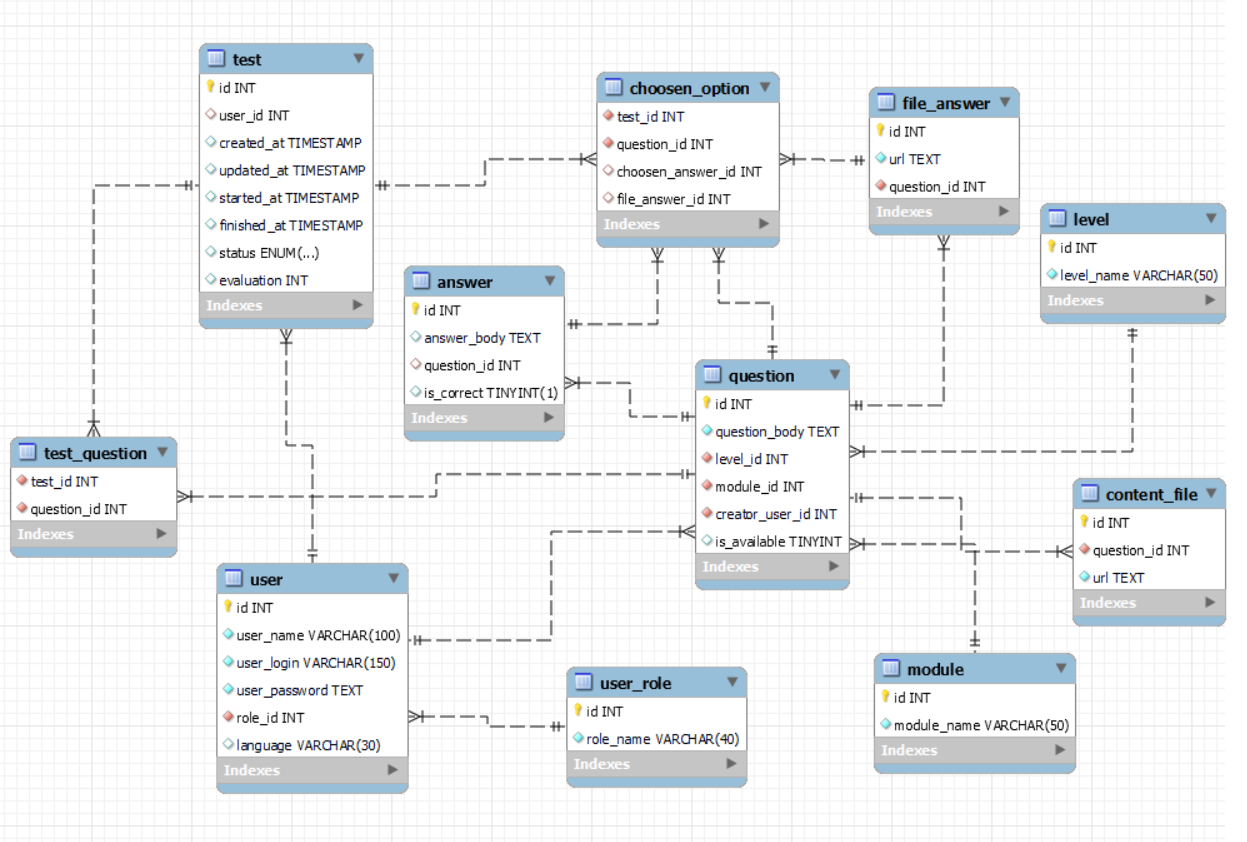 test
id INT
user_id INT
created_at TIMESTAMP
updated_at TIMESTAMP
started_at TIMESTAMP
finished_at TIMESTAMP
status ENUM(...)
evaluation INT
Indexes
choosen_option
test_id INT
question_id INT
choosen_answer_id INT
file_answer_id INT
Indexes
file_answer
id INT
url TEXT
question_id INT
Indexes
level
id INT
level_name VARCHAR(50)
Indexes
answer
id INT
answer_body TEXT
question_id INT
is_correct TINYINT(1)
Indexes
question
id INT
question_body TEXT
level_id INT
module_id INT
creator_user_id INT
is_available TINYINT
Indexes
test_question
test_id INT
question_id INT
Indexes
content_file
id INT
question_id INT
url TEXT
Indexes
user
id INT
user_name VARCHAR(100)
user_login VARCHAR(150)
user_password TEXT
role_id INT
language VARCHAR(30)
Indexes
user_role
id INT
role_name VARCHAR(40)
Indexes
module
id INT
module_name VARCHAR(50)
Indexes